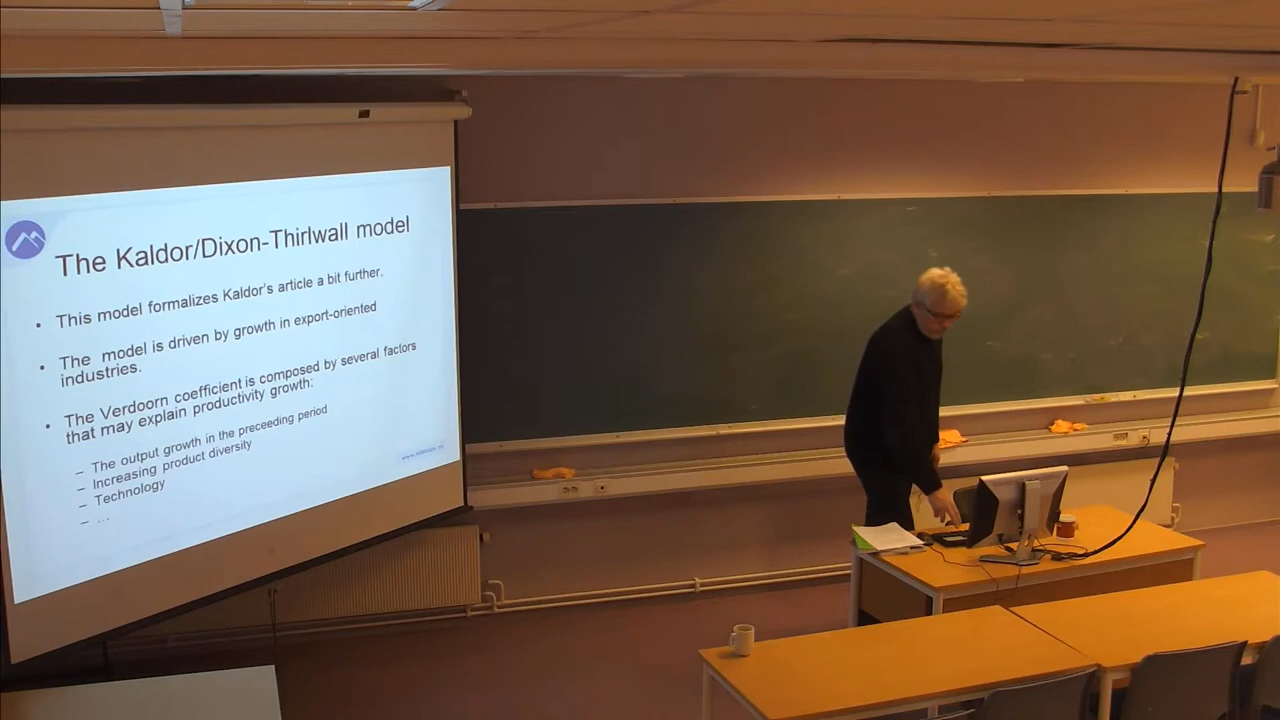 The Kaldor/Dixon-Thirlwall model
• This model formalizes Kaldor's article a bit further.
• The model is driven by growth in export-oriented
industries.
• The Verdoorn coefficient is composed by several factors
that may explain productivity growth:
– The output growth in the preceeding period
– Increasing product diversity
– Technology
– ...